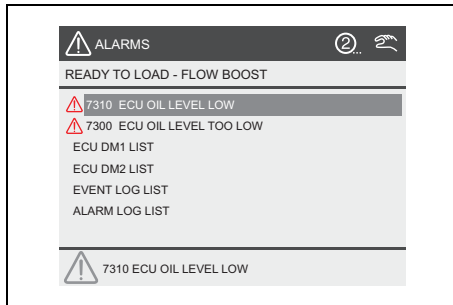 ALARMS 2...
READY TO LOAD - FLOW BOOST
7310 ECU OIL LEVEL LOW
7300 ECU OIL LEVEL TOO LOW
ECU DM1 LIST
ECU DM2 LIST
EVENT LOG LIST
ALARM LOG LIST
7310 ECU OIL LEVEL LOW